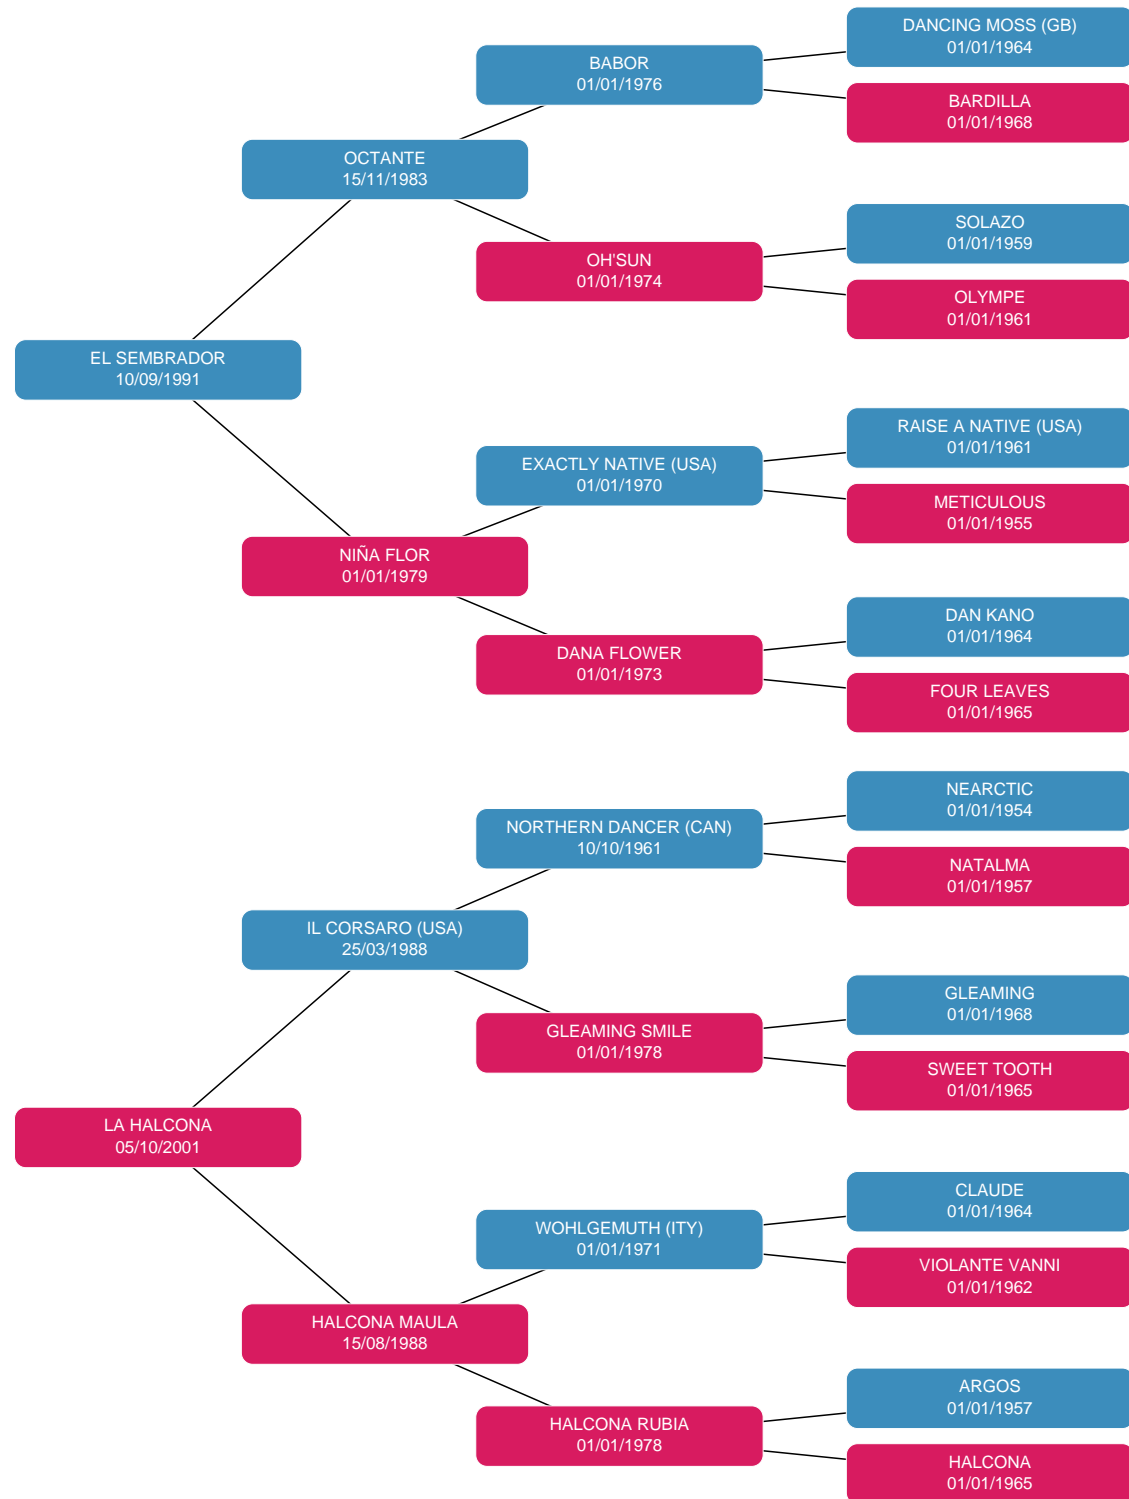 DANCING MOSS (GB)
01/01/1964
BABOR
01/01/1976
BARDILLA
01/01/1968
OCTANTE
15/11/1983
SOLAZO
01/01/1959
OH'SUN
01/01/1974
OLYMPE
01/01/1961
EL SEMBRADOR
10/09/1991
RAISE A NATIVE (USA)
01/01/1961
EXACTLY NATIVE (USA)
01/01/1970
METICULOUS
01/01/1955
NIÑA FLOR
01/01/1979
DAN KANO
01/01/1964
DANA FLOWER
01/01/1973
FOUR LEAVES
01/01/1965
NEARCTIC
01/01/1954
NORTHERN DANCER (CAN)
10/10/1961
NATALMA
01/01/1957
IL CORSARO (USA)
25/03/1988
GLEAMING
01/01/1968
GLEAMING SMILE
01/01/1978
SWEET TOOTH
01/01/1965
LA HALCONA
05/10/2001
CLAUDE
01/01/1964
WOHLGEMUTH (ITY)
01/01/1971
VIOLANTE VANNI
01/01/1962
HALCONA MAULA
15/08/1988
ARGOS
01/01/1957
HALCONA RUBIA
01/01/1978
HALCONA
01/01/1965